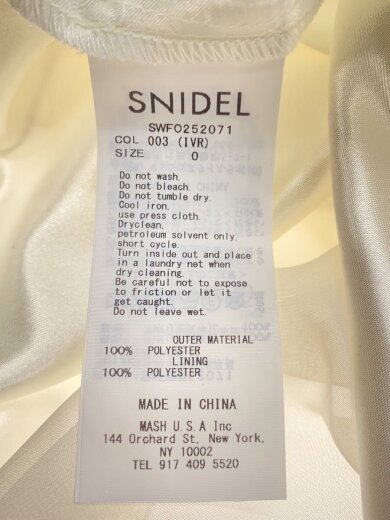 SNIDEL
SWFO252071
COL 003 (IVR)
SIZE 0
Do not wash.
Do not bleach.
Do not tumble dry.
Cool iron,
use press cloth.
Dryclean,
petroleum solvent only,
short cycle.
Turn inside out and place
in a laundry net when
dry cleaning.
Be careful not to expose
to friction or let it
get caught.
Do not leave wet.
OUTER MATERIAL
100% POLYESTER
LINING
100% POLYESTER
MADE IN CHINA
MASH U.S.A Inc
144 Orchard St, New York,
NY 10002
TEL 917 409 5520